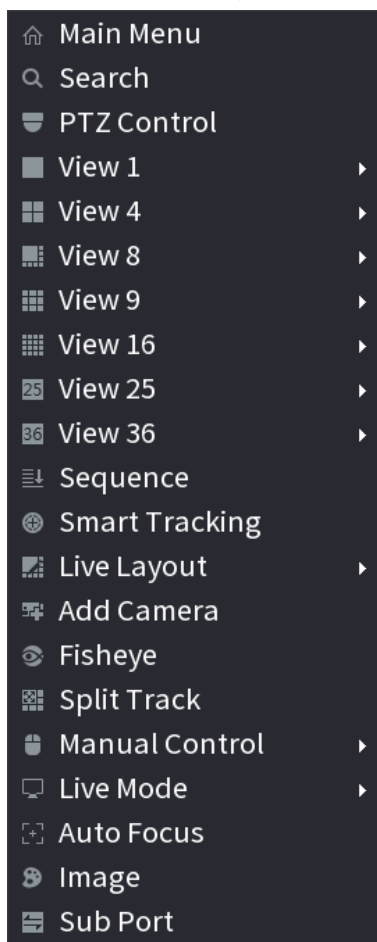 Main Menu
Search
PTZ Control
View 1
View 4
View 8
View 9
View 16
25 View 25
36 View 36
Sequence
Smart Tracking
Live Layout
Add Camera
Fisheye
Split Track
Manual Control
Live Mode
Auto Focus
Image
Sub Port